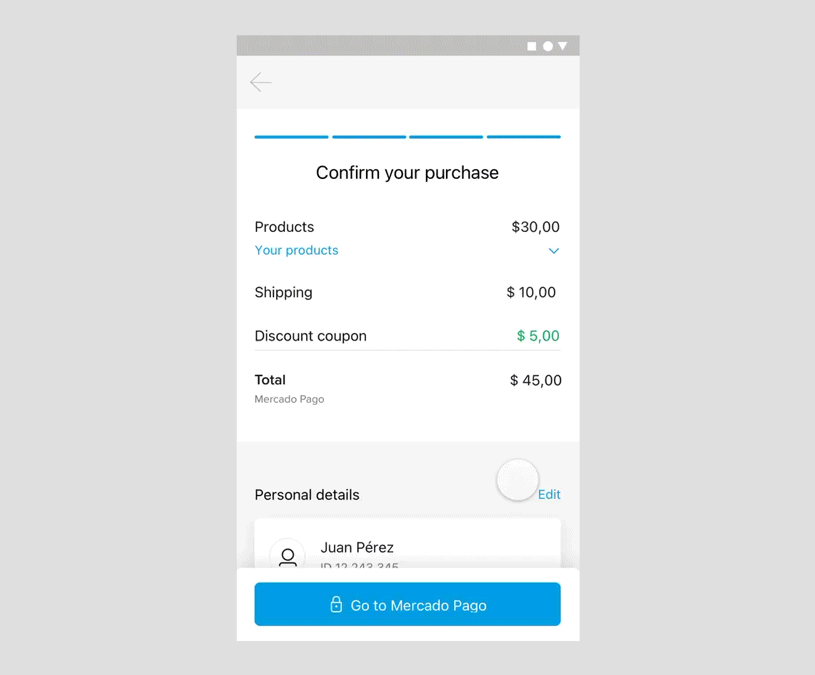 Confirm your purchase
Products $30,00
Your products
Shipping $ 10,00
Discount coupon $ 5,00
Total $ 45,00
Mercado Pago
Personal details Edit
Juan Pérez
ID 12.243.345
Go to Mercado Pago